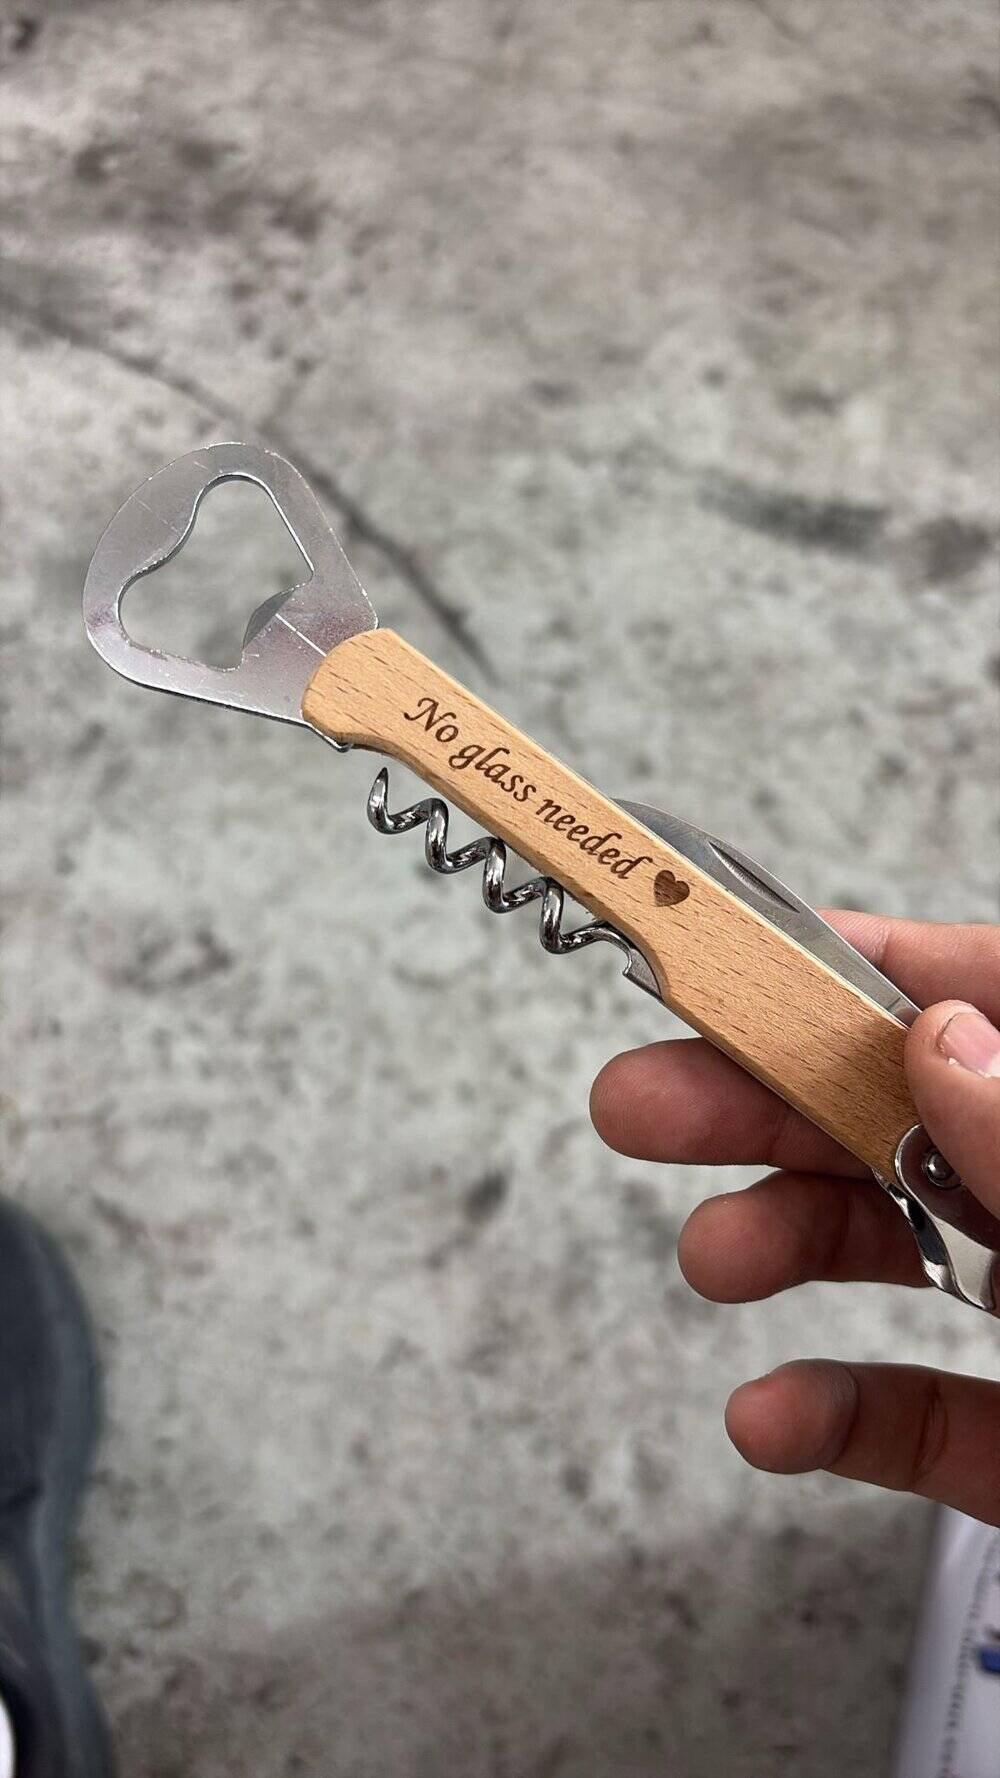 No glass needed ♥